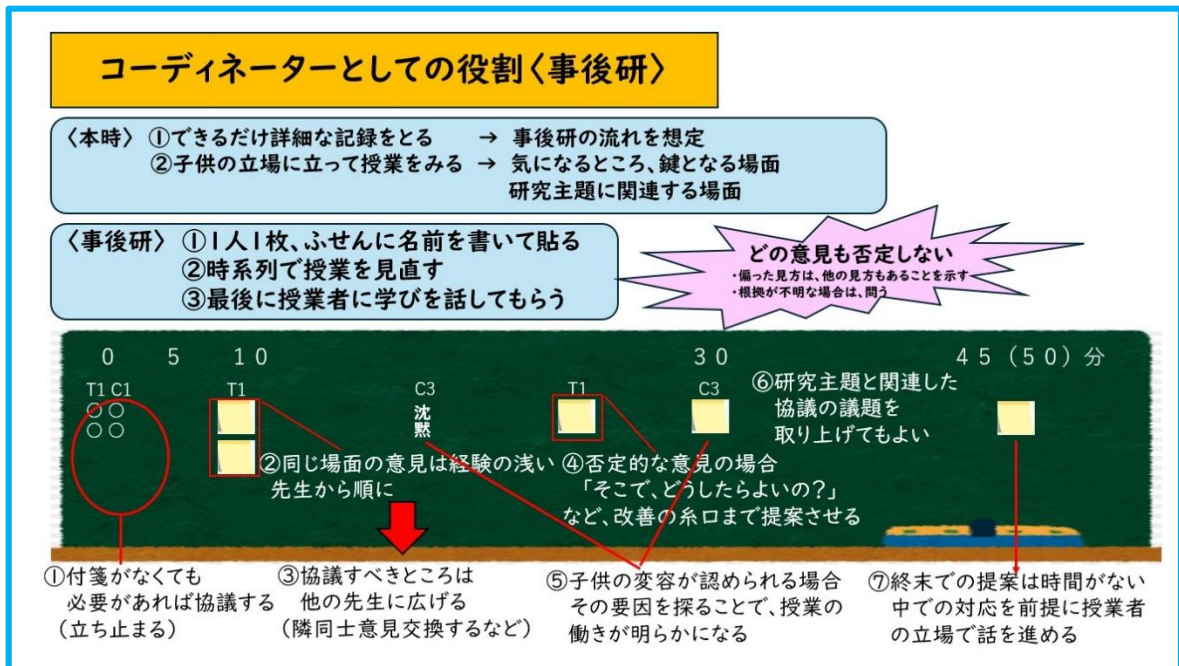 コーディネーターとしての役割〈事後研〉
〈本時〉 ①できるだけ詳細な記録をとる → 事後研の流れを想定
②子供の立場に立って授業をみる → 気になるところ、鍵となる場面
研究主題に関連する場面
〈事後研〉 ①1人1枚、ふせんに名前を書いて貼る
②時系列で授業を見直す
③最後に授業者に学びを話してもらう
どの意見も否定しない
・偏った見方は、他の見方もあることを示す
・根拠が不明な場合は、問う
0 5 10 30 45(50)分
T1 C1 T1 C3 T1 C3
○○
○○
沈黙
②同じ場面の意見は経験の浅い
先生から順に
④否定的な意見の場合
「そこで、どうしたらよいの?」
など、改善の糸口まで提案させる
⑥研究主題と関連した
協議の議題を
取り上げてもよい
①付箋がなくても
必要があれば協議する
(立ち止まる)
③協議すべきところは
他の先生に広げる
(隣同士意見交換するなど)
⑤子供の変容が認められる場合
その要因を探ることで、授業の
働きが明らかになる
⑦終末での提案は時間がない
中での対応を前提に授業者
の立場で話を進める